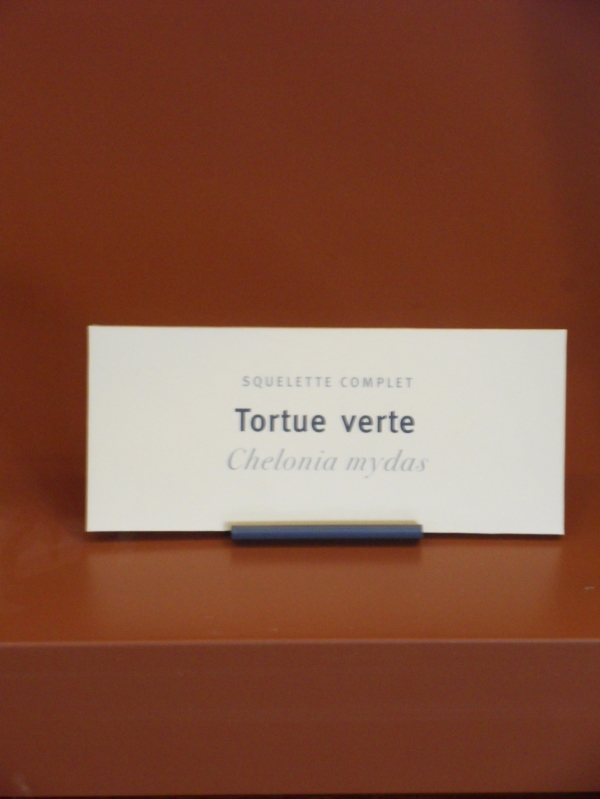 SQUELETTE COMPLET
Tortue verte
Chelonia mydas